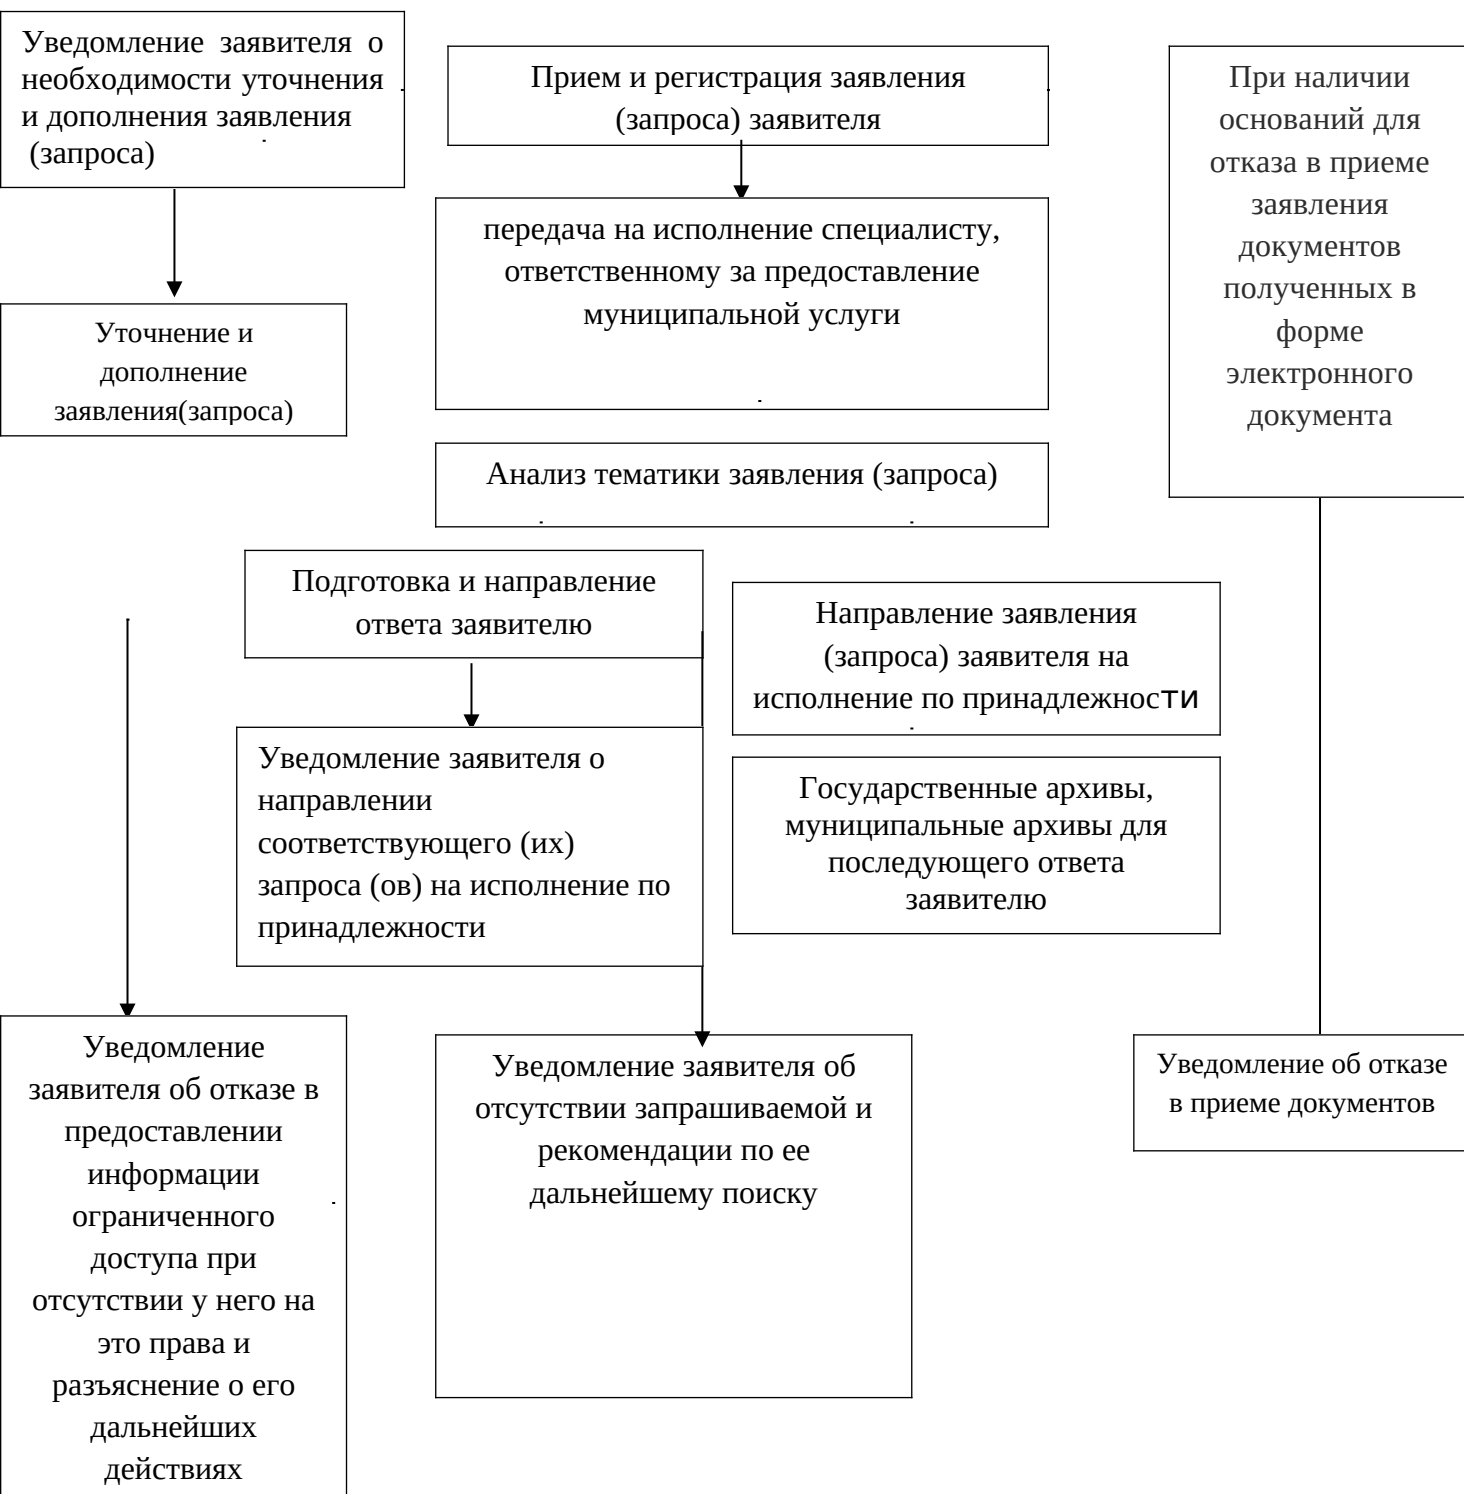 Уведомление заявителя о
необходимости уточнения
и дополнения заявления
(запроса)
Прием и регистрация заявления
(запроса) заявителя
При наличии
оснований для
отказа в приеме
заявления
документов
полученных в
форме
электронного
документа
передача на исполнение специалисту,
ответственному за предоставление
муниципальной услуги
Уточнение и
дополнение
заявления(запроса)
Анализ тематики заявления (запроса)
Подготовка и направление
ответа заявителю
Направление заявления
(запроса) заявителя на
исполнение по принадлежности
Уведомление заявителя о
направлении
соответствующего (их)
запроса (ов) на исполнение по
принадлежности
Государственные архивы,
муниципальные архивы для
последующего ответа
заявителю
Уведомление
заявителя об отказе в
предоставлении
информации
ограниченного
доступа при
отсутствии у него на
это права и
разъяснение о его
дальнейших
действиях
Уведомление заявителя об
отсутствии запрашиваемой и
рекомендации по ее
дальнейшему поиску
Уведомление об отказе
в приеме документов